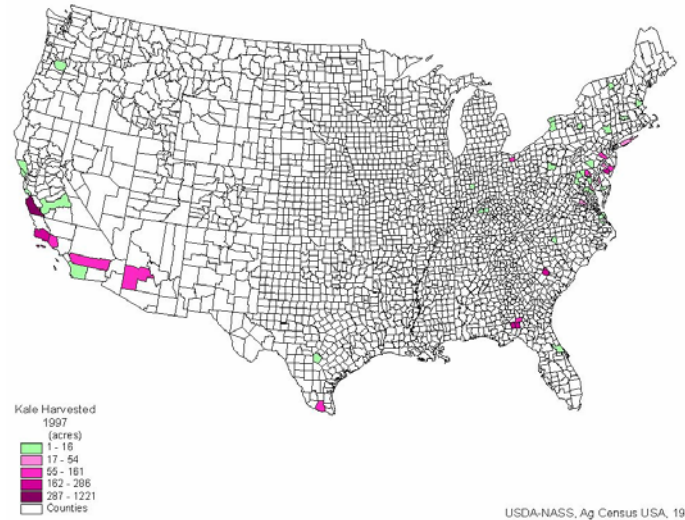 Kale Harvested
1997
(acres)
1 - 16
17 - 54
55 - 161
162 - 286
287 - 1221
Counties
USDA-NASS, Ag Census USA, 19